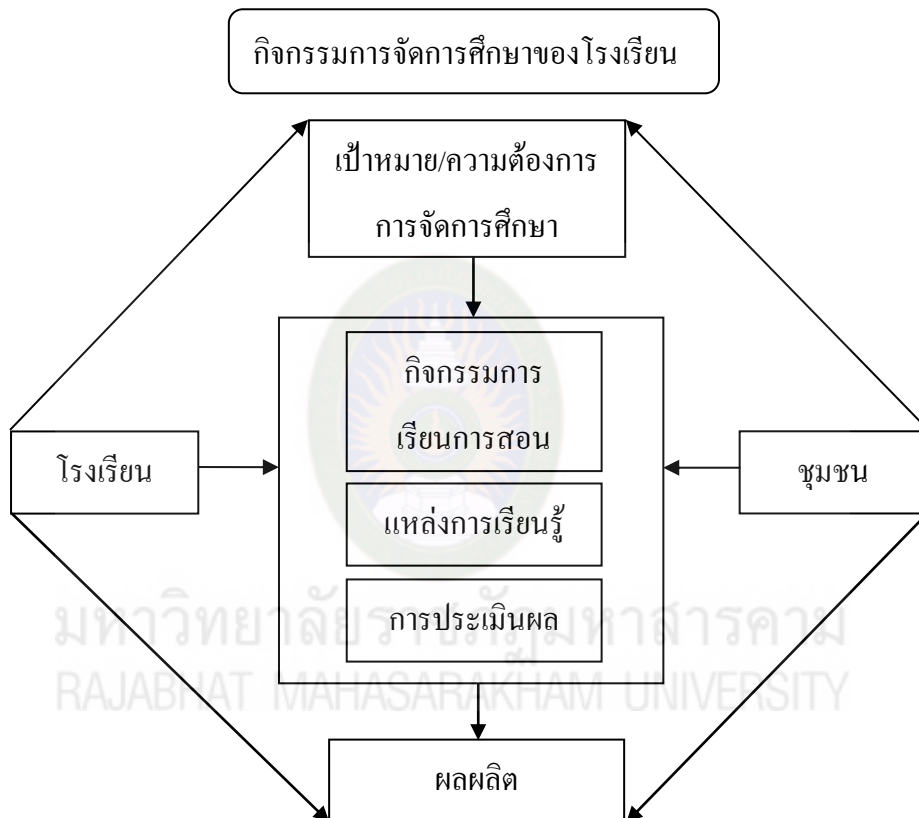 กิจกรรมการจัดการศึกษาของโรงเรียน
เป้าหมาย/ความต้องการ
การจัดการศึกษา
กิจกรรมการ
เรียนการสอน
โรงเรียน
ชุมชน
แหล่งการเรียนรู้
การประเมินผล
มหาวิทยาลัยราชภัฏมหาสารคาม
RAJABHAT MAHASARAKHAM UNIVERSITY
ผลผลิต